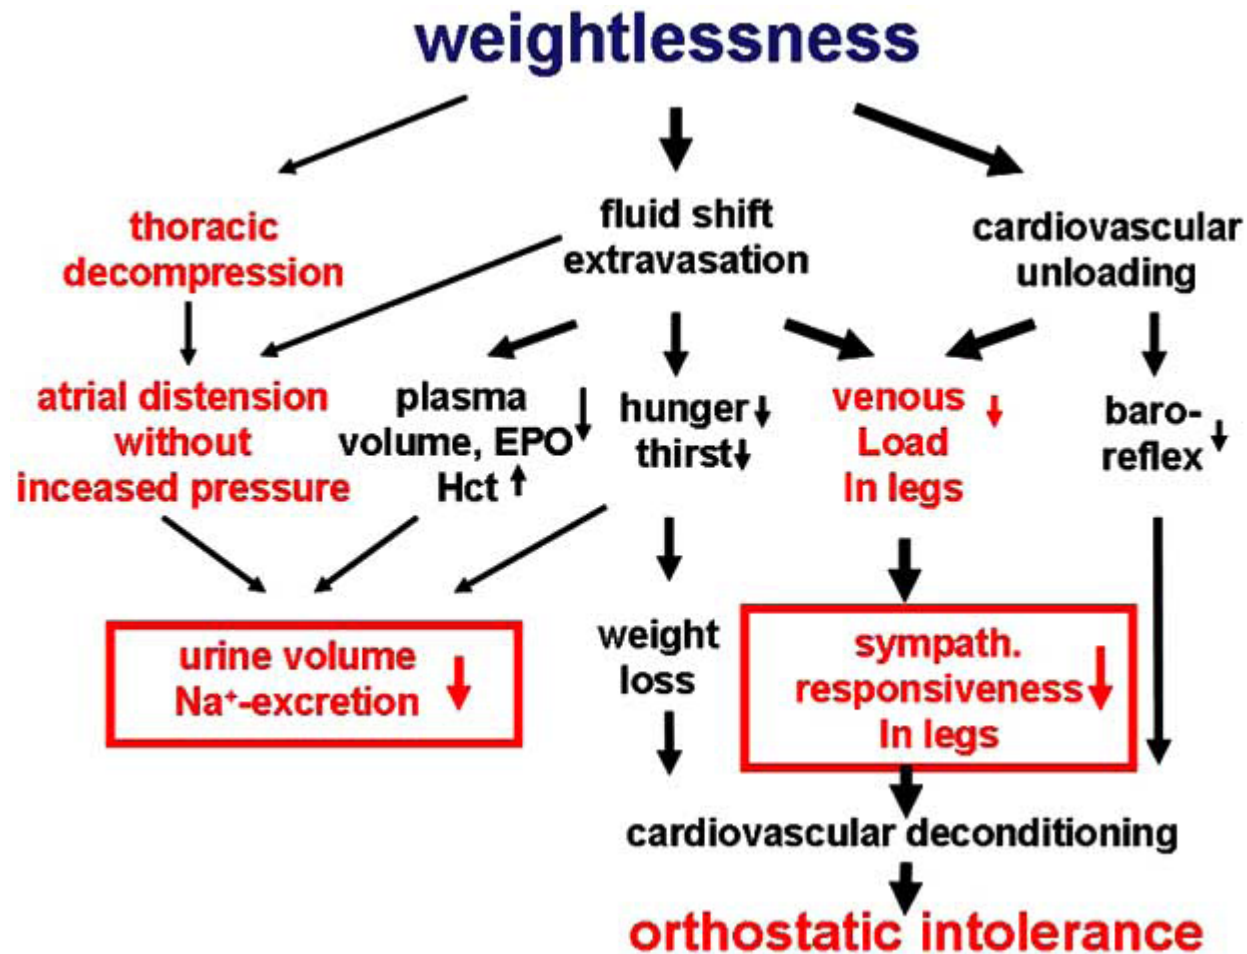 weightlessness
thoracic
decompression
fluid shift
extravasation
cardiovascular
unloading
atrial distension
without
inceased pressure
plasma
volume, EPO
Hct
hunger
thirst
venous
Load
In legs
baro-
reflex
urine volume
Na⁺-excretion
weight
loss
sympath.
responsiveness
In legs
cardiovascular deconditioning
orthostatic intolerance